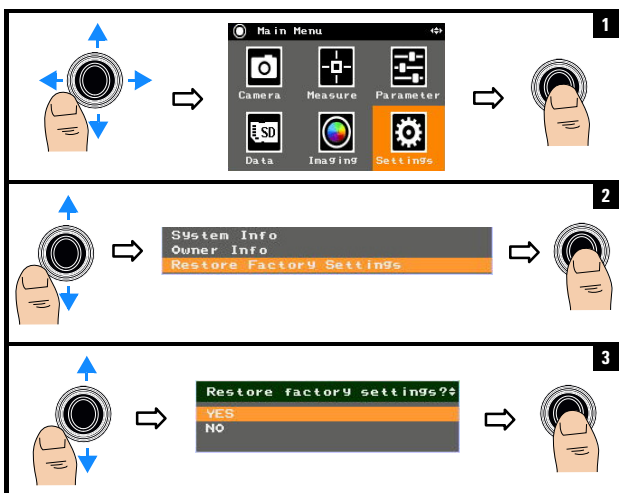 1
Main Menu
Camera Measure Parameter
SD
Data Imaging Settings
2
System Info
Owner Info
Restore Factory Settings
3
Restore factory settings?
YES
NO